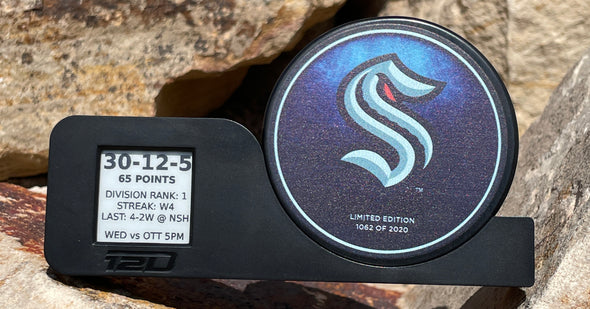 30-12-5
65 POINTS
DIVISION RANK: 1
STREAK: W4
LAST: 4-2W @ NSH
WED vs OTT 5PM
T2D
™
LIMITED EDITION
1062 OF 2020